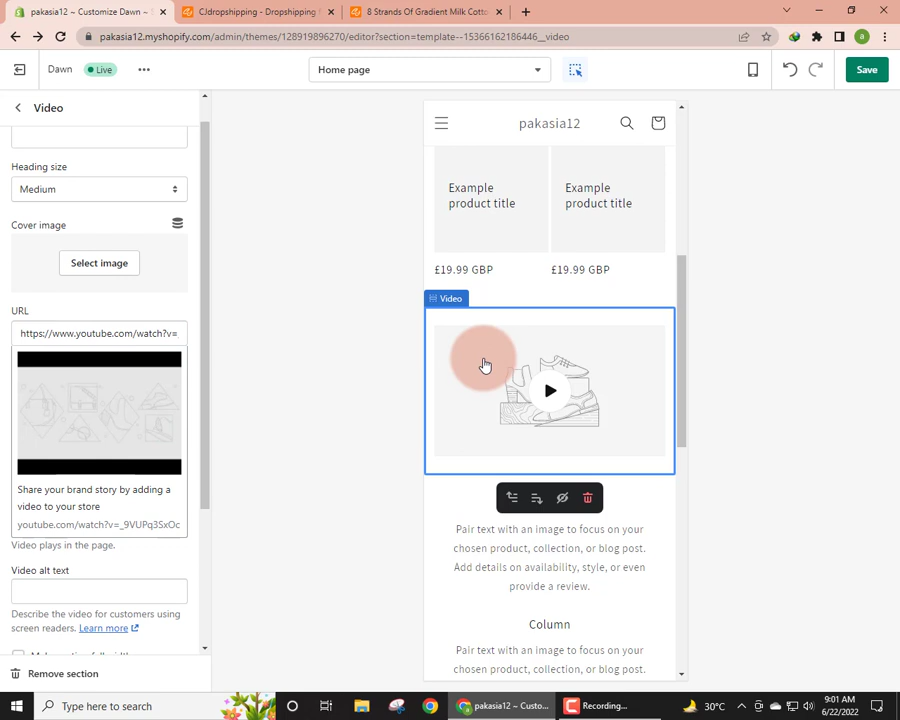 pakasia12 ~ Customize Dawn ~ S
CJdropshipping - Dropshipping f
8 Strands Of Gradient Milk Cotto
pakasia12.myshopify.com/admin/themes/128919896270/editor?section=template--15366162186446__video
a
Dawn
Live
Home page
Save
Video
Heading size
Medium
Cover image
Select image
URL
https://www.youtube.com/watch?v=_
Share your brand story by adding a
video to your store
youtube.com/watch?v=_9VUPq3SxOc
Video plays in the page.
Video alt text
Describe the video for customers using
screen readers. Learn more
Remove section
pakasia12
Example
product title
Example
product title
£19.99 GBP
£19.99 GBP
Video
Pair text with an image to focus on your
chosen product, collection, or blog post.
Add details on availability, style, or even
provide a review.
Column
Pair text with an image to focus on your
chosen product, collection, or blog post.
Type here to search
pakasia12 ~ Custo...
Recording...
30°C
9:01 AM
6/22/2022